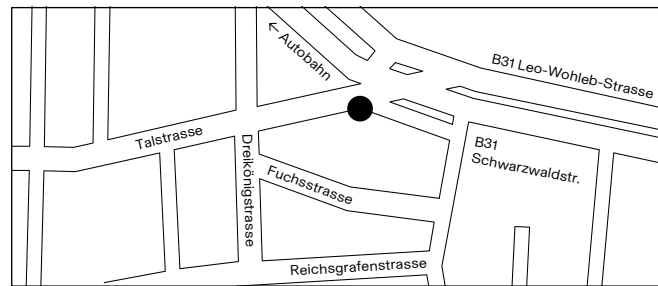 ← Autobahn
B31 Leo-Wohleb-Strasse
Talstrasse
Dreikönigstrasse
B31
Schwarzwaldstr.
Fuchsstrasse
Reichsgrafenstrasse